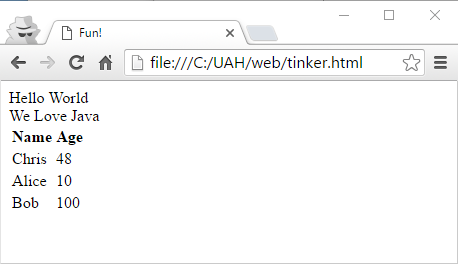 Fun!
file:///C:/UAH/web/tinker.html
Hello World
We Love Java
Name Age
Chris 48
Alice 10
Bob 100